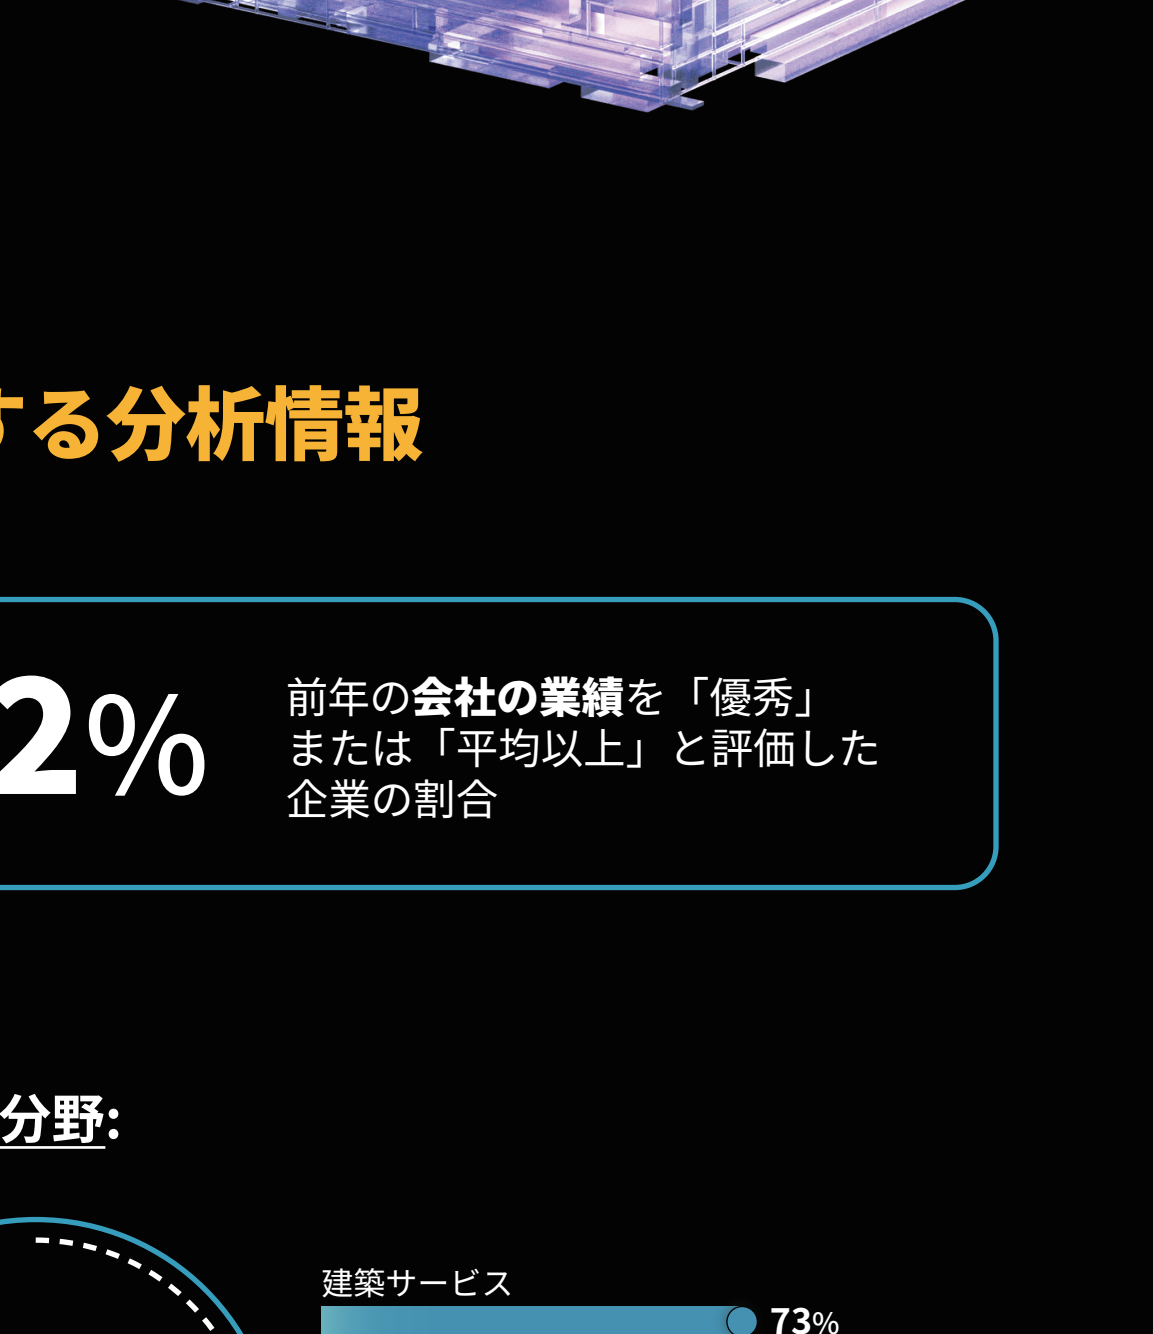 する分析情報
2%
前年の会社の業績を「優秀」
または「平均以上」と評価した
企業の割合
分野:
建築サービス
73%